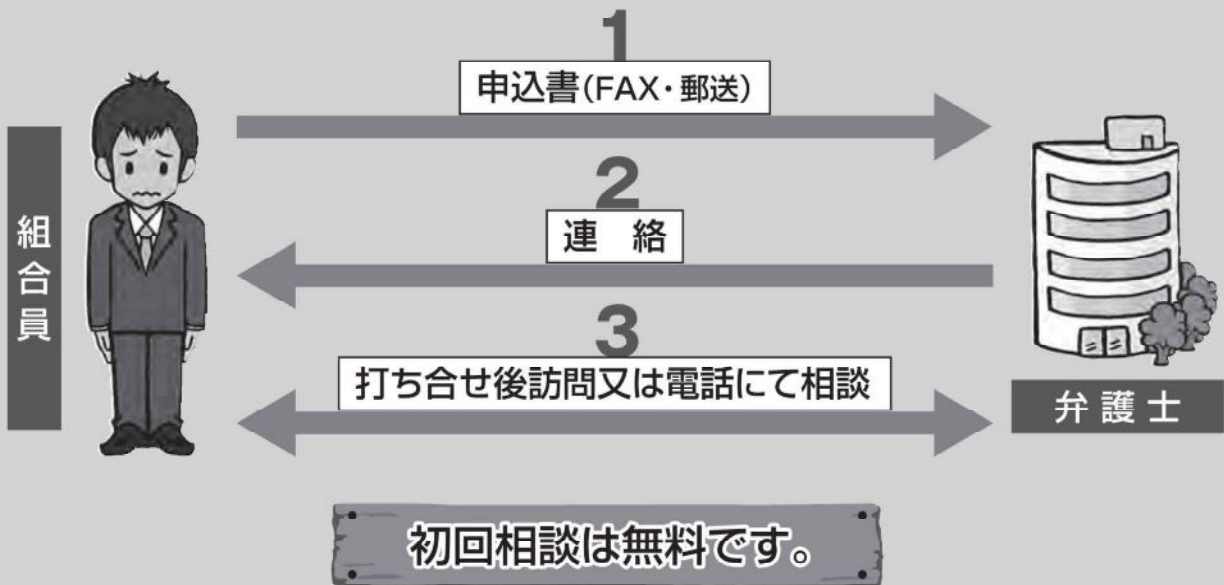 1
申込書(FAX・郵送)
2
連　絡
3
打ち合せ後訪問又は電話にて相談
組合員
弁護士
初回相談は無料です。